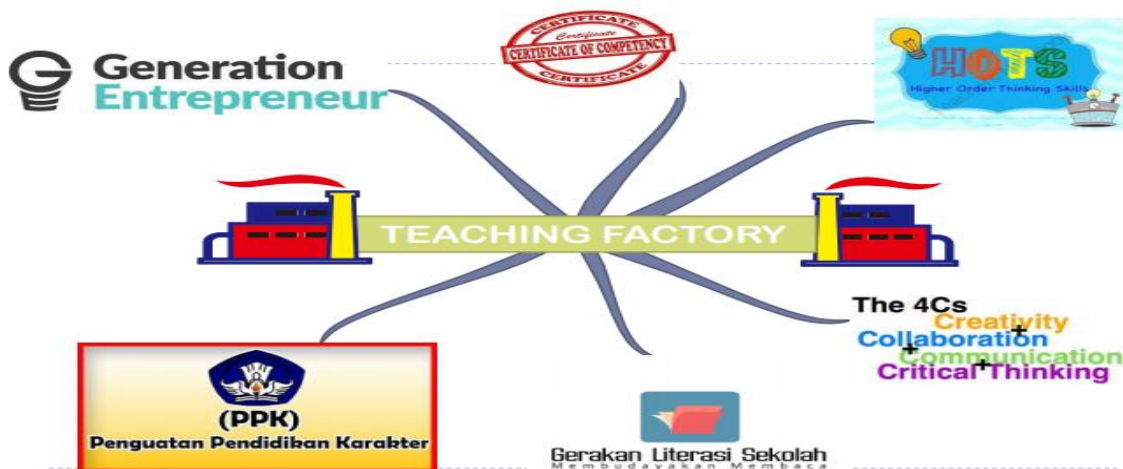 Generation
Entrepreneur
CERTIFICATE
Certificate
CERTIFICATE OF COMPETENCY
CERTIFICATE
HOTS
Higher Order Thinking Skills
TEACHING FACTORY
(PPK)
Penguatan Pendidikan Karakter
Gerakan Literasi Sekolah
Membudayakan Membaca
The 4Cs
Creativity
+
Collaboration
+
Communication
+
Critical Thinking